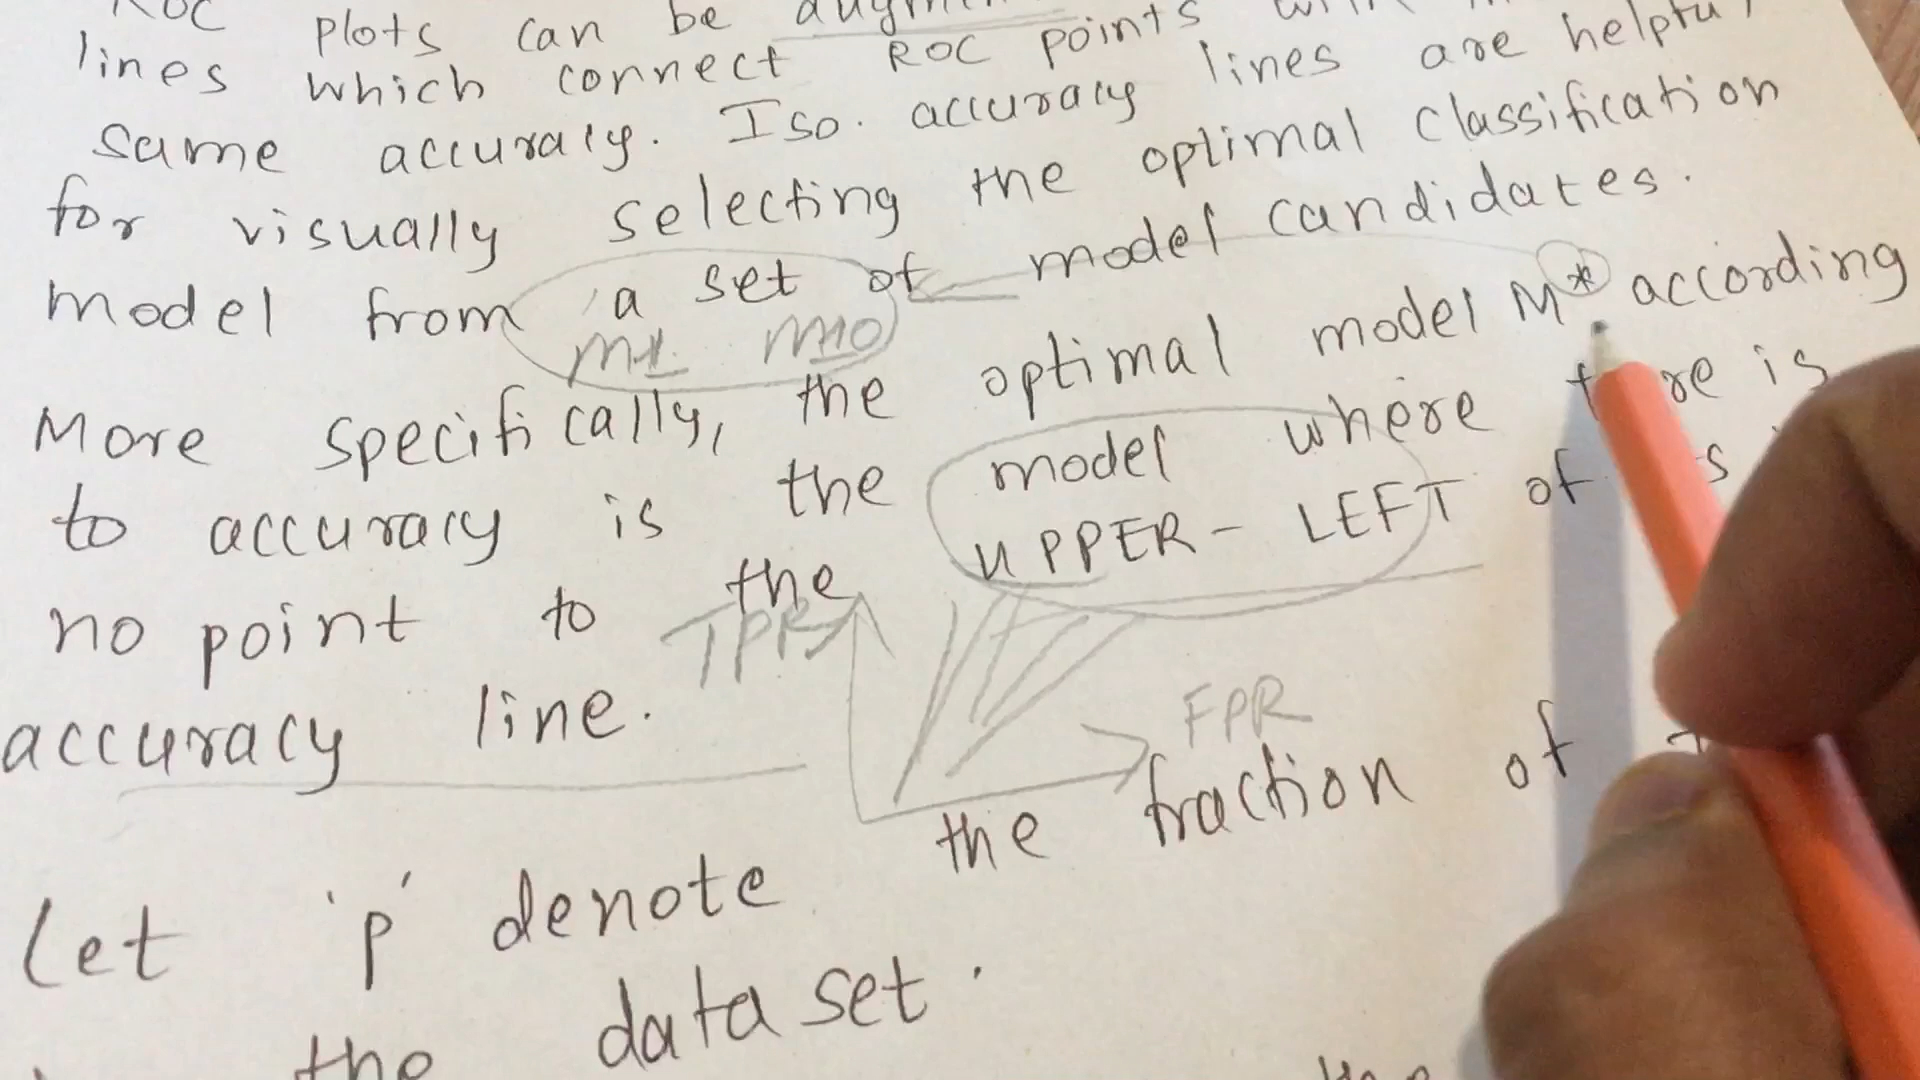 ROC plots can be
lines which connect ROC points
same accuracy. Iso. accuracy lines are helpful
for visually selecting the optimal classification
model from a set of model candidates.
m1 m10
More specifically, the optimal model M* according
to accuracy is the model where there is
no point to the UPPER-LEFT of
TPR
accuracy line.
FPR
Let 'p' denote the fraction of
the dataset.